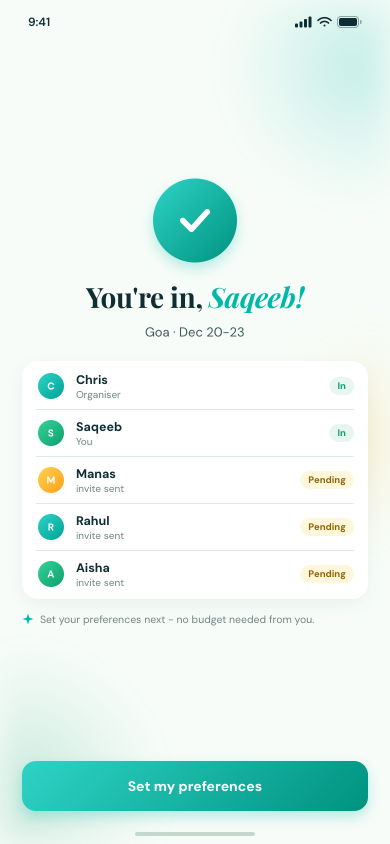 9:41
You're in, Saqeeb!
Goa · Dec 20-23
C
Chris
Organiser
In
S
Saqeeb
You
In
M
Manas
invite sent
Pending
R
Rahul
invite sent
Pending
A
Aisha
invite sent
Pending
Set your preferences next - no budget needed from you.
Set my preferences